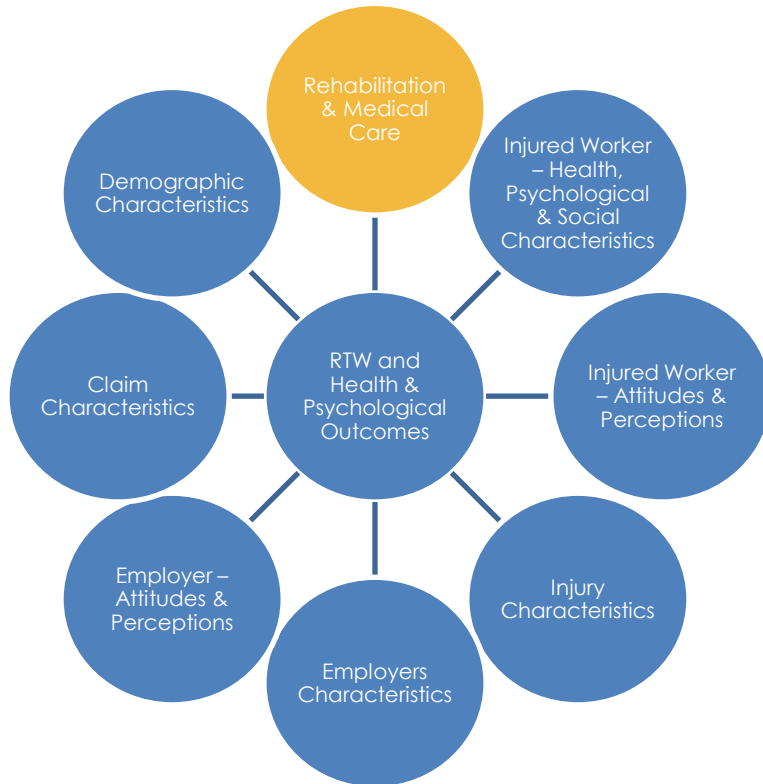 Rehabilitation
& Medical
Care
Injured Worker
– Health,
Psychological
& Social
Characteristics
Injured Worker
– Attitudes &
Perceptions
Injury
Characteristics
Employers
Characteristics
Employer –
Attitudes &
Perceptions
Claim
Characteristics
Demographic
Characteristics
RTW and
Health &
Psychological
Outcomes